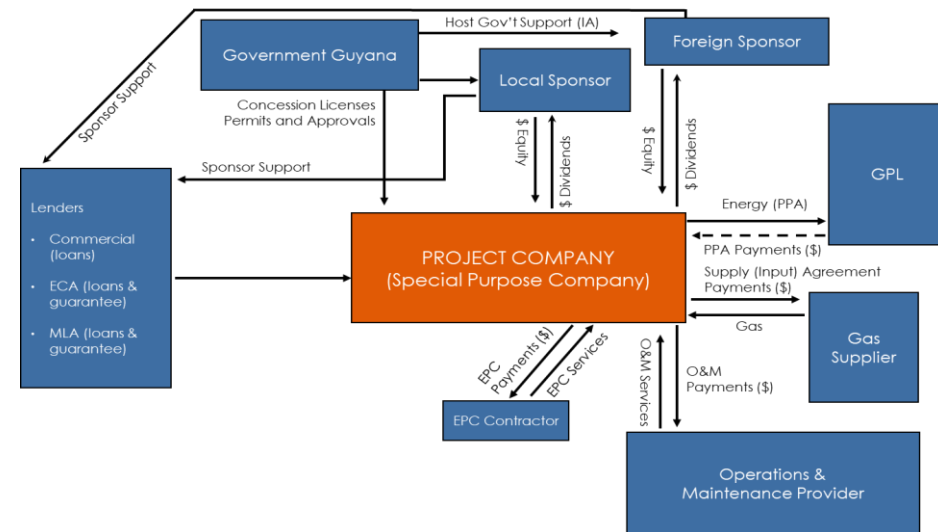 Host Gov't Support (IA)
Government Guyana
Foreign Sponsor
Local Sponsor
Sponsor Support
Concession Licenses
Permits and Approvals
Sponsor Support
$ Equity
$ Dividends
$ Equity
$ Dividends
GPL
Lenders
• Commercial
(loans)
• ECA (loans &
guarantee)
• MLA (loans &
guarantee)
PROJECT COMPANY
(Special Purpose Company)
Energy (PPA)
PPA Payments ($)
Supply (Input) Agreement
Payments ($)
Gas
Gas
Supplier
EPC
Payments ($)
EPC Services
O&M Services
O&M
Payments ($)
EPC Contractor
Operations &
Maintenance Provider